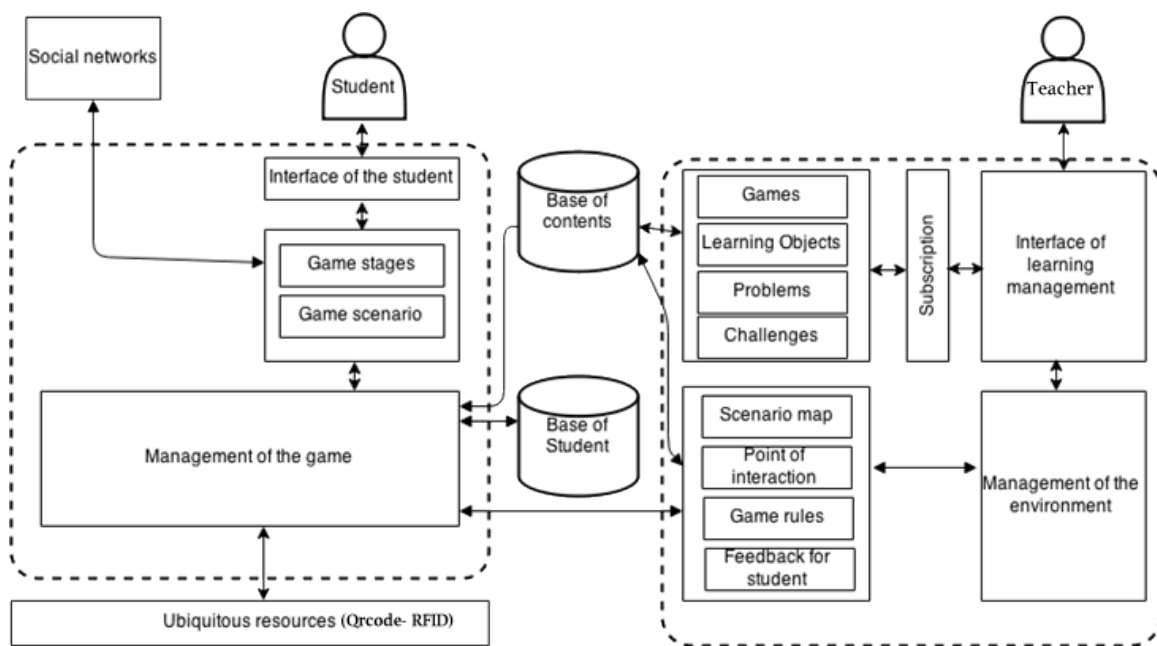 Social networks
Student
Teacher
Interface of the student
Game stages
Game scenario
Management of the game
Ubiquitous resources (Qrcode- RFID)
Base of
contents
Base of
Student
Games
Learning Objects
Problems
Challenges
Subscription
Interface of
learning
management
Scenario map
Point of
interaction
Game rules
Feedback for
student
Management of the
environment